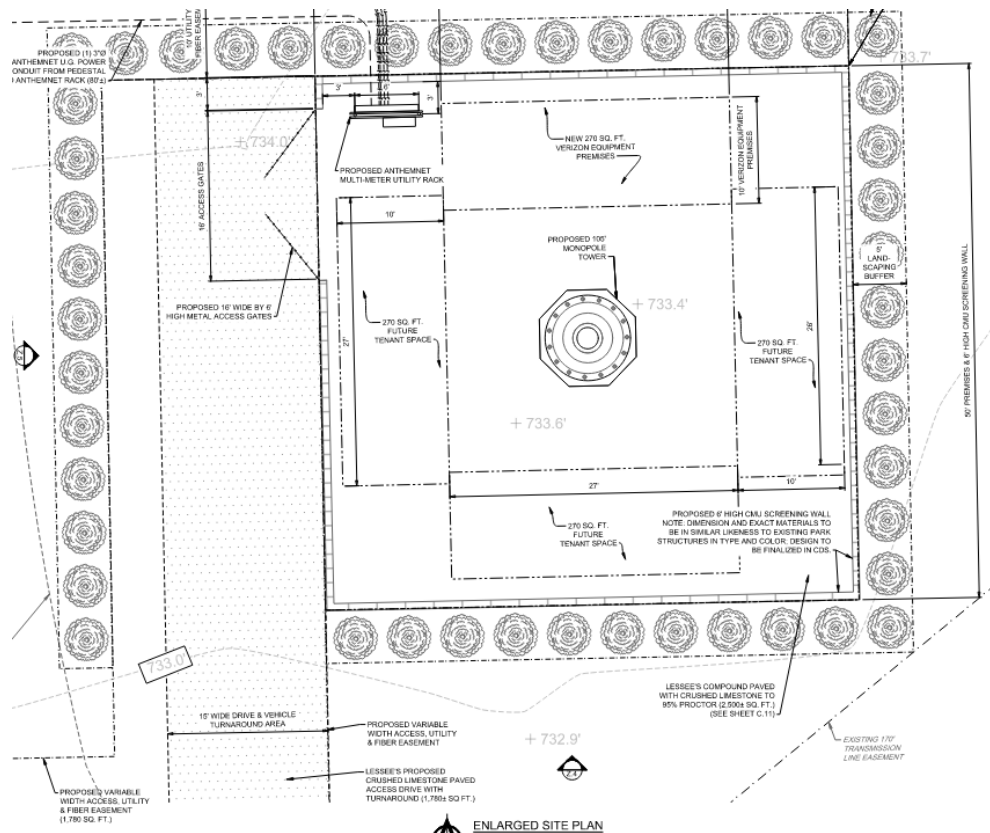 10' UTILITY
FIBER EASEM
PROPOSED (1) 3"Ø
ANTHEMNET U.G. POWER
ONDUIT FROM PEDESTAL
ANTHEMNET RACK (80'±)
733.7'
3'
3'
3'
734.0'
PROPOSED ANTHEMNET
MULTI-METER UTILITY RACK
NEW 270 SQ. FT.
VERIZON EQUIPMENT
PREMISES
10' VERIZON EQUIPMENT
PREMISES
16' ACCESS GATES
10'
PROPOSED 105'
MONOPOLE
TOWER
5'
LAND-
SCAPING
BUFFER
PROPOSED 16' WIDE BY 6'
HIGH METAL ACCESS GATES
733.4'
270 SQ. FT.
FUTURE
TENANT SPACE
27'
270 SQ. FT.
FUTURE
TENANT SPACE
50' PREMISES & 6' HIGH CMU SCREENING WALL
733.6'
27'
10'
PROPOSED 6' HIGH CMU SCREENING WALL
NOTE: DIMENSION AND EXACT MATERIALS TO
BE IN SIMILAR LIKENESS TO EXISTING PARK
STRUCTURES IN TYPE AND COLOR; DESIGN TO
BE FINALIZED IN CDS.
270 SQ. FT.
FUTURE
TENANT SPACE
733.0'
LESSEE'S COMPOUND PAVED
WITH CRUSHED LIMESTONE TO
95% PROCTOR (2,500± SQ. FT.)
(SEE SHEET C.11)
15' WIDE DRIVE & VEHICLE
TURNAROUND AREA
PROPOSED VARIABLE
WIDTH ACCESS, UTILITY
& FIBER EASEMENT
732.9'
EXISTING 170'
TRANSMISSION
LINE EASEMENT
Z.4
LESSEE'S PROPOSED
CRUSHED LIMESTONE PAVED
ACCESS DRIVE WITH
TURNAROUND (1,780± SQ FT.)
PROPOSED VARIABLE
WIDTH ACCESS, UTILITY
& FIBER EASEMENT
(1,780 SQ. FT.)
ENLARGED SITE PLAN